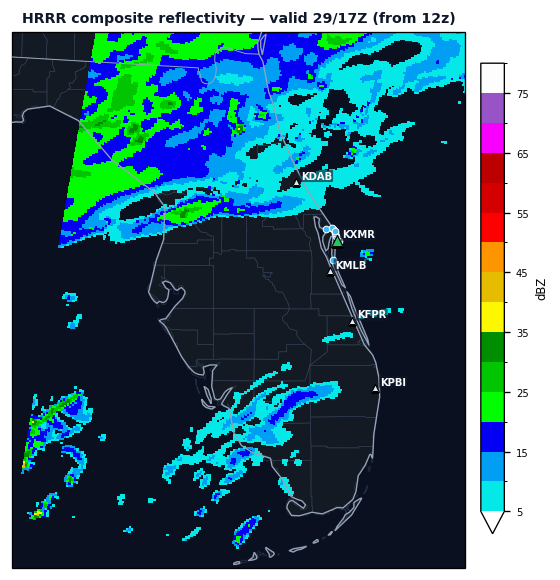 HRRR composite reflectivity — valid 29/17Z (from 12z)
KDAB
KXMR
KMLB
KFPR
KPBI
75
65
55
45
35
25
15
5
dBZ